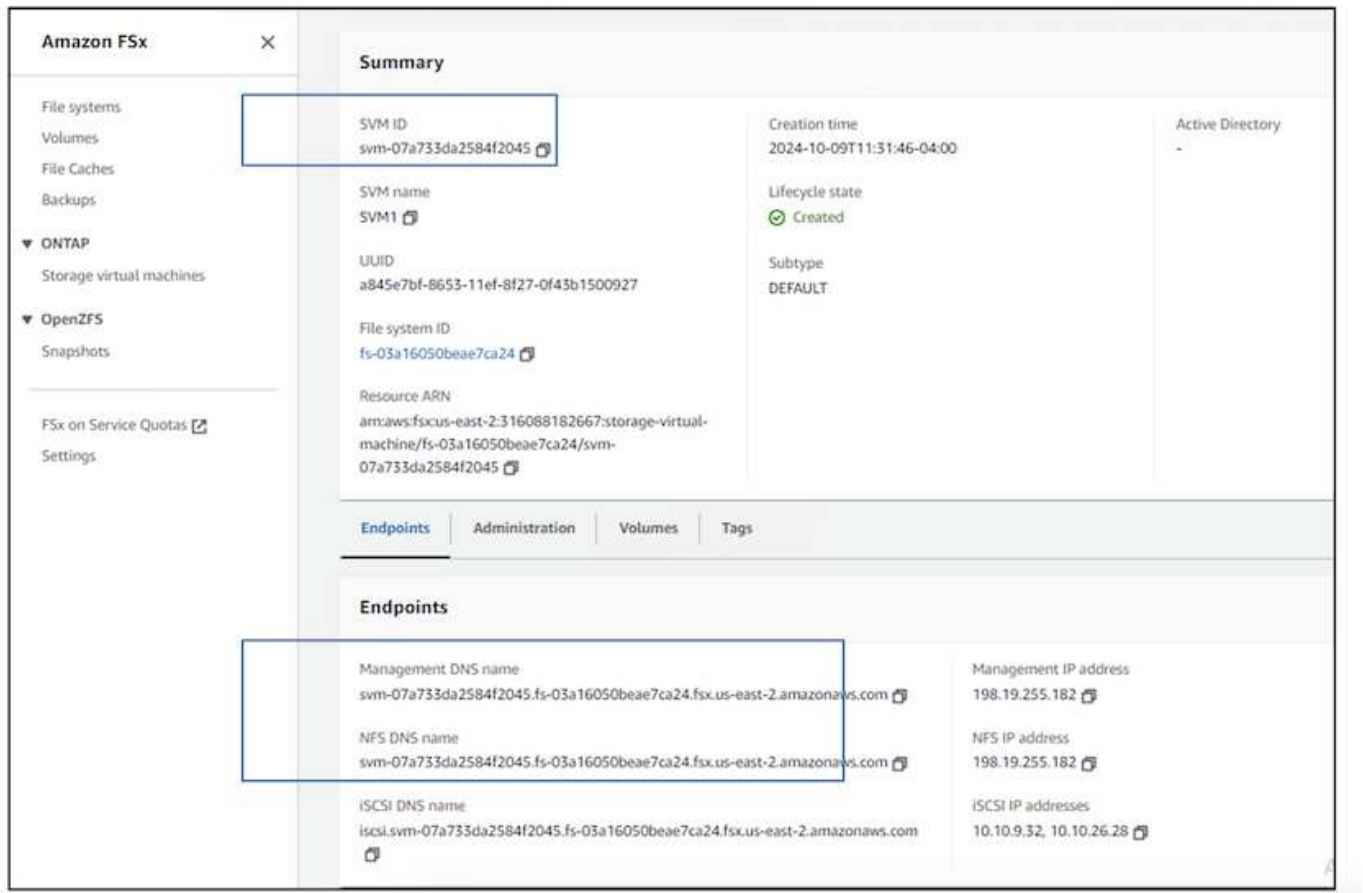 Amazon FSx
File systems
Volumes
File Caches
Backups
ONTAP
Storage virtual machines
OpenZFS
Snapshots
FSx on Service Quotas
Settings
Summary
SVM ID
svm-07a733da2584f2045
SVM name
SVM1
UUID
a845e7bf-8653-11ef-8f27-0f43b1500927
File system ID
fs-03a16050beae7ca24
Resource ARN
arn:aws:fsx:us-east-2:316088182667:storage-virtual-
machine/fs-03a16050beae7ca24/svm-
07a733da2584f2045
Creation time
2024-10-09T11:31:46-04:00
Lifecycle state
Created
Subtype
DEFAULT
Active Directory
-
Endpoints
Administration
Volumes
Tags
Endpoints
Management DNS name
svm-07a733da2584f2045.fs-03a16050beae7ca24.fsx.us-east-2.amazonaws.com
NFS DNS name
svm-07a733da2584f2045.fs-03a16050beae7ca24.fsx.us-east-2.amazonaws.com
iSCSI DNS name
iscsi.svm-07a733da2584f2045.fs-03a16050beae7ca24.fsx.us-east-2.amazonaws.com
Management IP address
198.19.255.182
NFS IP address
198.19.255.182
iSCSI IP addresses
10.10.9.32, 10.10.26.28